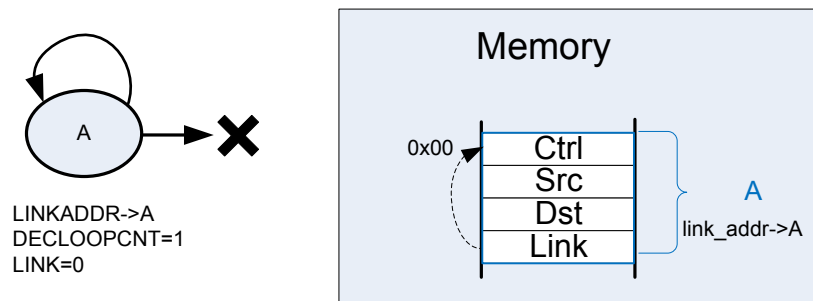 A
LINKADDR->A
DECLOOPCNT=1
LINK=0
Memory
0x00
Ctrl
Src
Dst
Link
A
link_addr->A